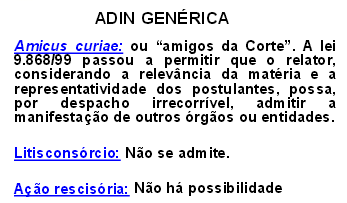 ADIN GENÉRICA
Amicus curiae: ou “amigos da Corte”. A lei
9.868/99 passou a permitir que o relator,
considerando a relevância da matéria e a
representatividade dos postulantes, possa,
por despacho irrecorrível, admitir a
manifestação de outros órgãos ou entidades.
Litisconsórcio: Não se admite.
Ação rescisória: Não há possibilidade